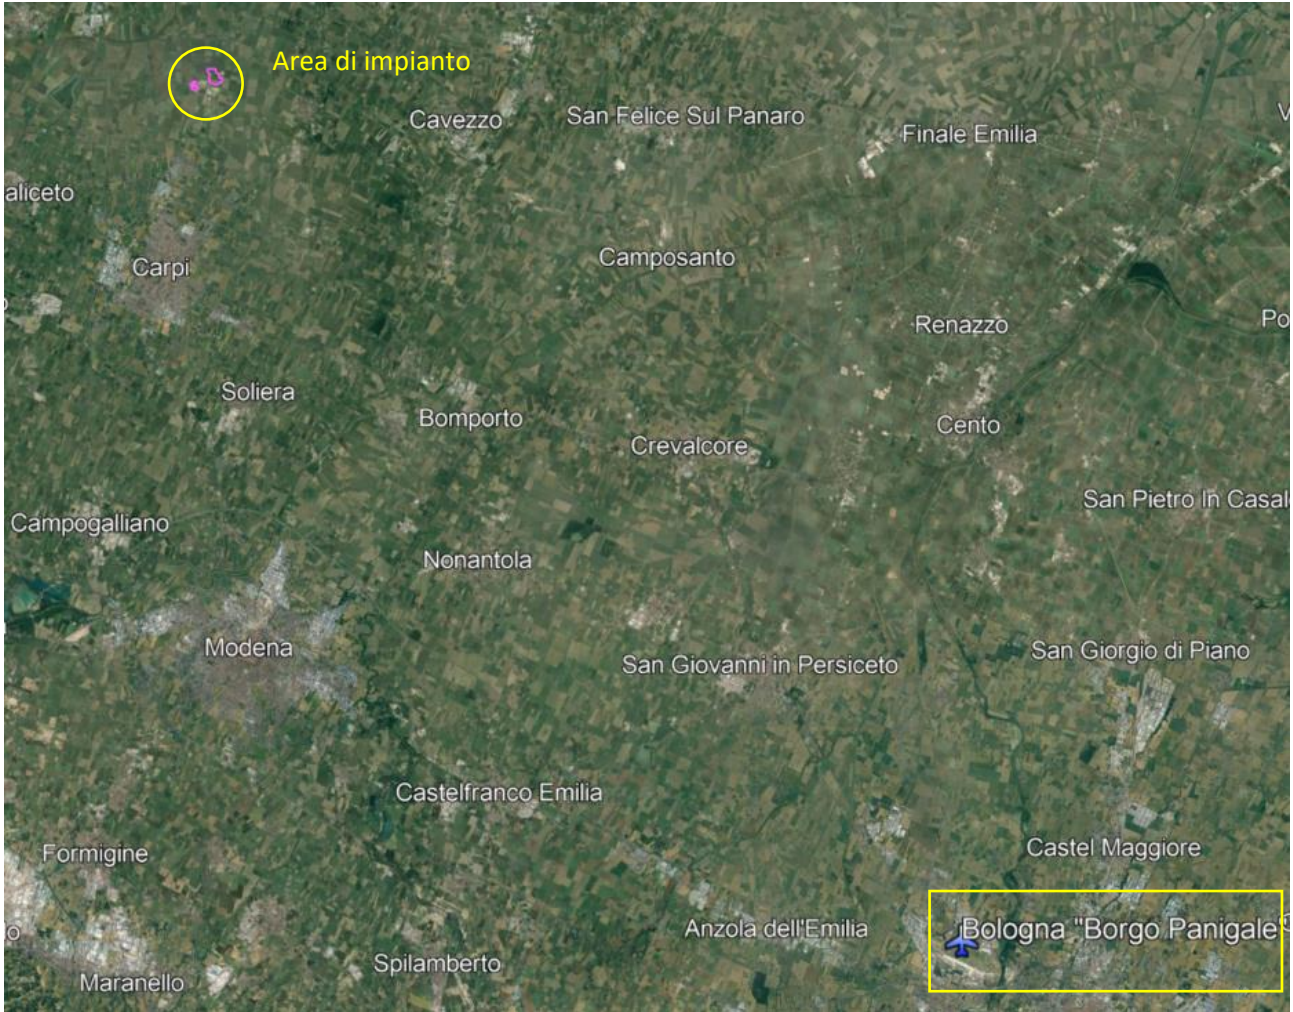 Area di impianto
Cavezzo
San Felice Sul Panaro
Finale Emilia
V
aliceto
Camposanto
Carpi
Renazzo
Po
Soliera
Bomporto
Cento
Crevalcore
San Pietro In Casal
Campogalliano
Nonantola
Modena
San Giorgio di Piano
San Giovanni in Persiceto
Castelfranco Emilia
Castel Maggiore
Formigine
Anzola dell'Emilia
Bologna "Borgo Panigale"
o
Spilamberto
Maranello